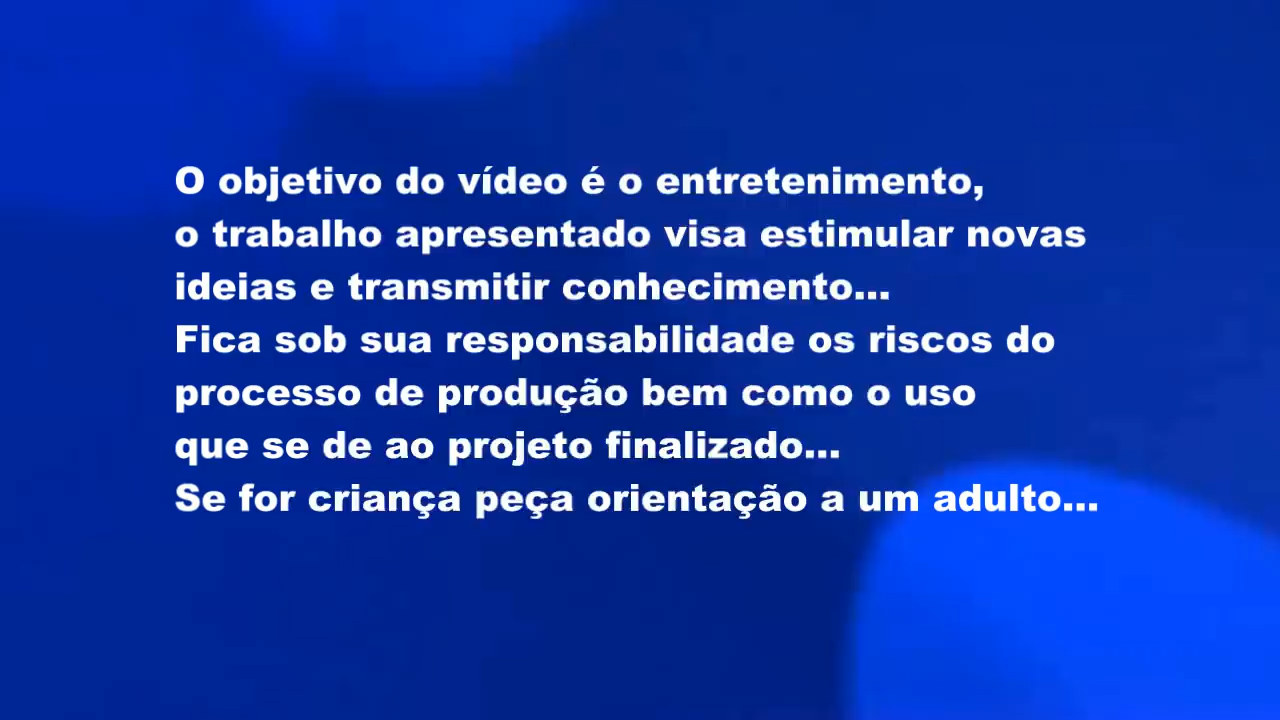 O objetivo do vídeo é o entretenimento,
o trabalho apresentado visa estimular novas
ideias e transmitir conhecimento...
Fica sob sua responsabilidade os riscos do
processo de produção bem como o uso
que se de ao projeto finalizado...
Se for criança peça orientação a um adulto...